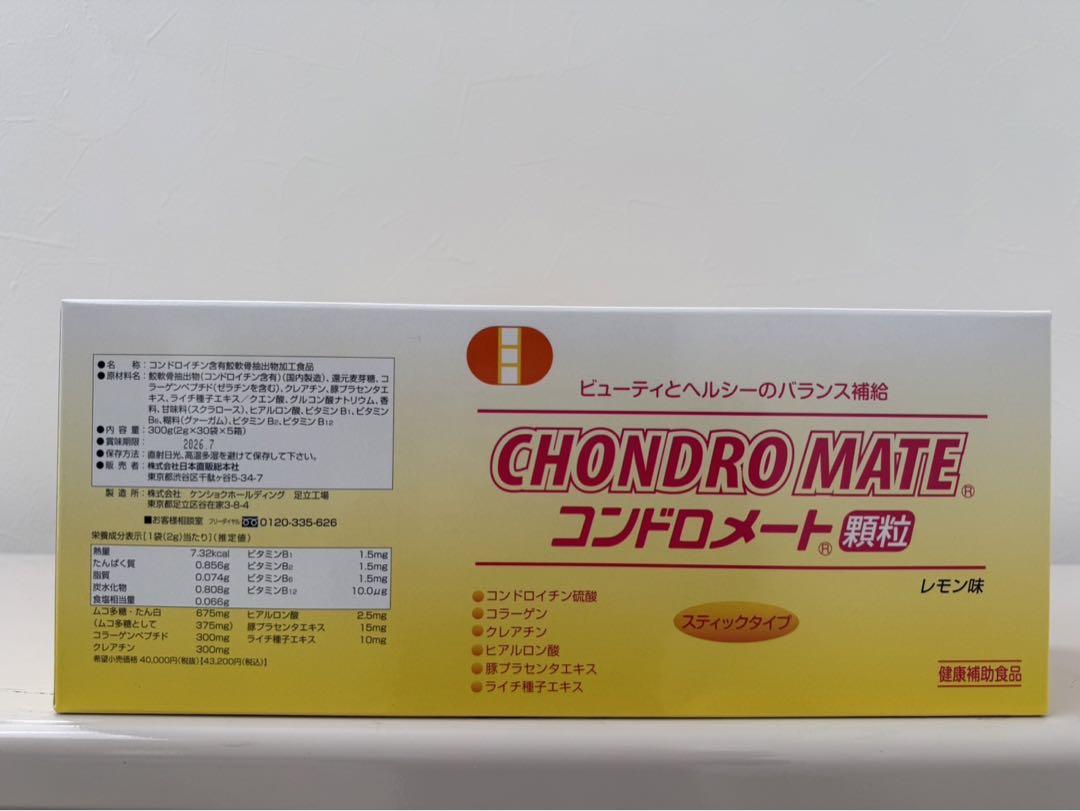 ●名　　称：コンドロイチン含有鮫軟骨抽出物加工食品
●原材料名：鮫軟骨抽出物(コンドロイチン含有)(国内製造)、還元麦芽糖、コ
ラーゲンペプチド(ゼラチンを含む)、クレアチン、豚プラセンタエ
キス、ライチ種子エキス／クエン酸、グルコン酸ナトリウム、香
料、甘味料(スクラロース)、ヒアルロン酸、ビタミンB1、ビタミン
B6、糊料(グァーガム)、ビタミンB2、ビタミンB12
●内 容 量：300g(2g×30袋×5箱)
●賞味期限： 2026.7
●保存方法：直射日光、高温多湿を避けて保存して下さい。
●販 売 者：株式会社日本直販総本社
東京都渋谷区千駄ヶ谷5-34-7
製 造 所：株式会社 ケンショクホールディング 足立工場
東京都足立区谷在家3-8-4
■お客様相談室 フリーダイヤル 0120-335-626
栄養成分表示[1袋(2g)当たり](推定値)
熱量 7.32kcal ビタミンB1 1.5mg
たんぱく質 0.856g ビタミンB2 1.5mg
脂質 0.074g ビタミンB6 1.5mg
炭水化物 0.808g ビタミンB12 10.0μg
食塩相当量 0.066g
ムコ多糖・たん白 675mg ヒアルロン酸 2.5mg
(ムコ多糖として 375mg) 豚プラセンタエキス 15mg
コラーゲンペプチド 300mg ライチ種子エキス 10mg
クレアチン 300mg
希望小売価格 40,000円(税抜)[43,200円(税込)]
ビューティとヘルシーのバランス補給
CHONDRO MATE®
コンドロメート® 顆粒
レモン味
●コンドロイチン硫酸
●コラーゲン
●クレアチン
●ヒアルロン酸
●豚プラセンタエキス
●ライチ種子エキス
スティックタイプ
健康補助食品